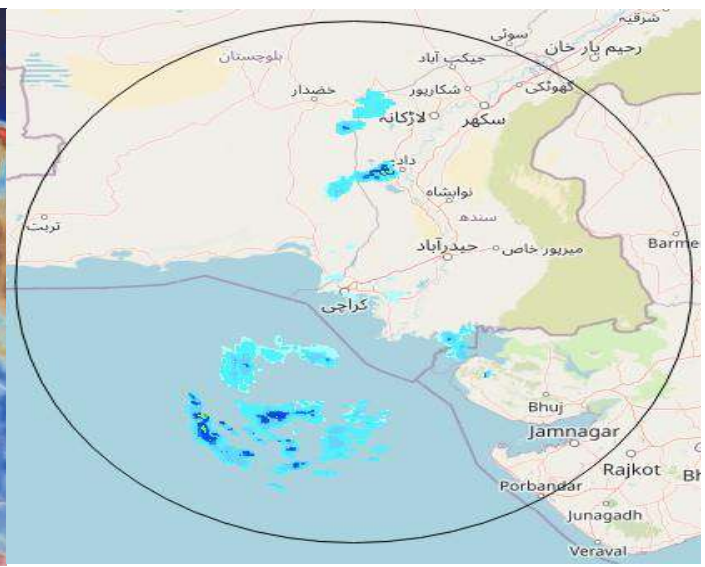 شرقیہ
سوئی
رحیم یار خان
جیکب آباد
بلوچستان
گھوٹکی
شکارپور
خضدار
سکھر
لاڑکانہ
نوابشاہ
سندھ
تربت
Barme
میرپور خاص
حیدرآباد
کراچی
Bhuj
Jamnagar
Rajkot
Bh
Porbandar
Junagadh
Veraval